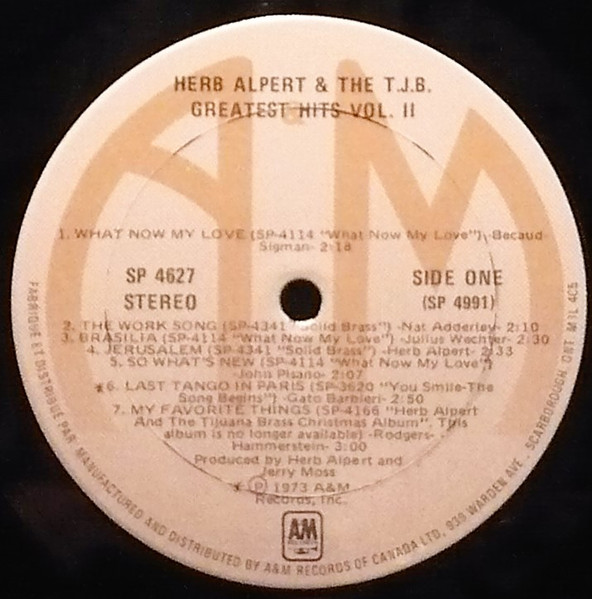 HERB ALPERT & THE T.J.B.
GREATEST HITS VOL. II
1. WHAT NOW MY LOVE (SP-4114 "What Now My Love")-Becaud-
Sigman- 2:18
SP 4627
STEREO
SIDE ONE
(SP 4991)
2. THE WORK SONG (SP-4341 "Solid Brass") -Nat Adderley- 2:10
3. BRASILIA (SP-4114 "What Now My Love") -Julius Wechter- 2:30
4. JERUSALEM (SP-4341 "Solid Brass") -Herb Alpert- 2:33
5. SO WHAT'S NEW (SP-4114 "What Now My Love")
-John Pisano- 2:07
*6. LAST TANGO IN PARIS (SP-3620 "You Smile-The
Song Begins") -Gato Barbieri- 2:50
7. MY FAVORITE THINGS (SP-4166 "Herb Alpert
And The Tijuana Brass Christmas Album". This
album is no longer available) -Rodgers-
Hammerstein- 3:00
Produced by Herb Alpert and
Jerry Moss
* ℗ 1973 A&M
Records, Inc.
AM
RECORDS
FABRIQUÉ ET DISTRIBUÉ PAR: MANUFACTURED AND DISTRIBUTED BY A&M RECORDS OF CANADA LTD., 939 WARDEN AVE., SCARBOROUGH, ONT. M1L 4C5